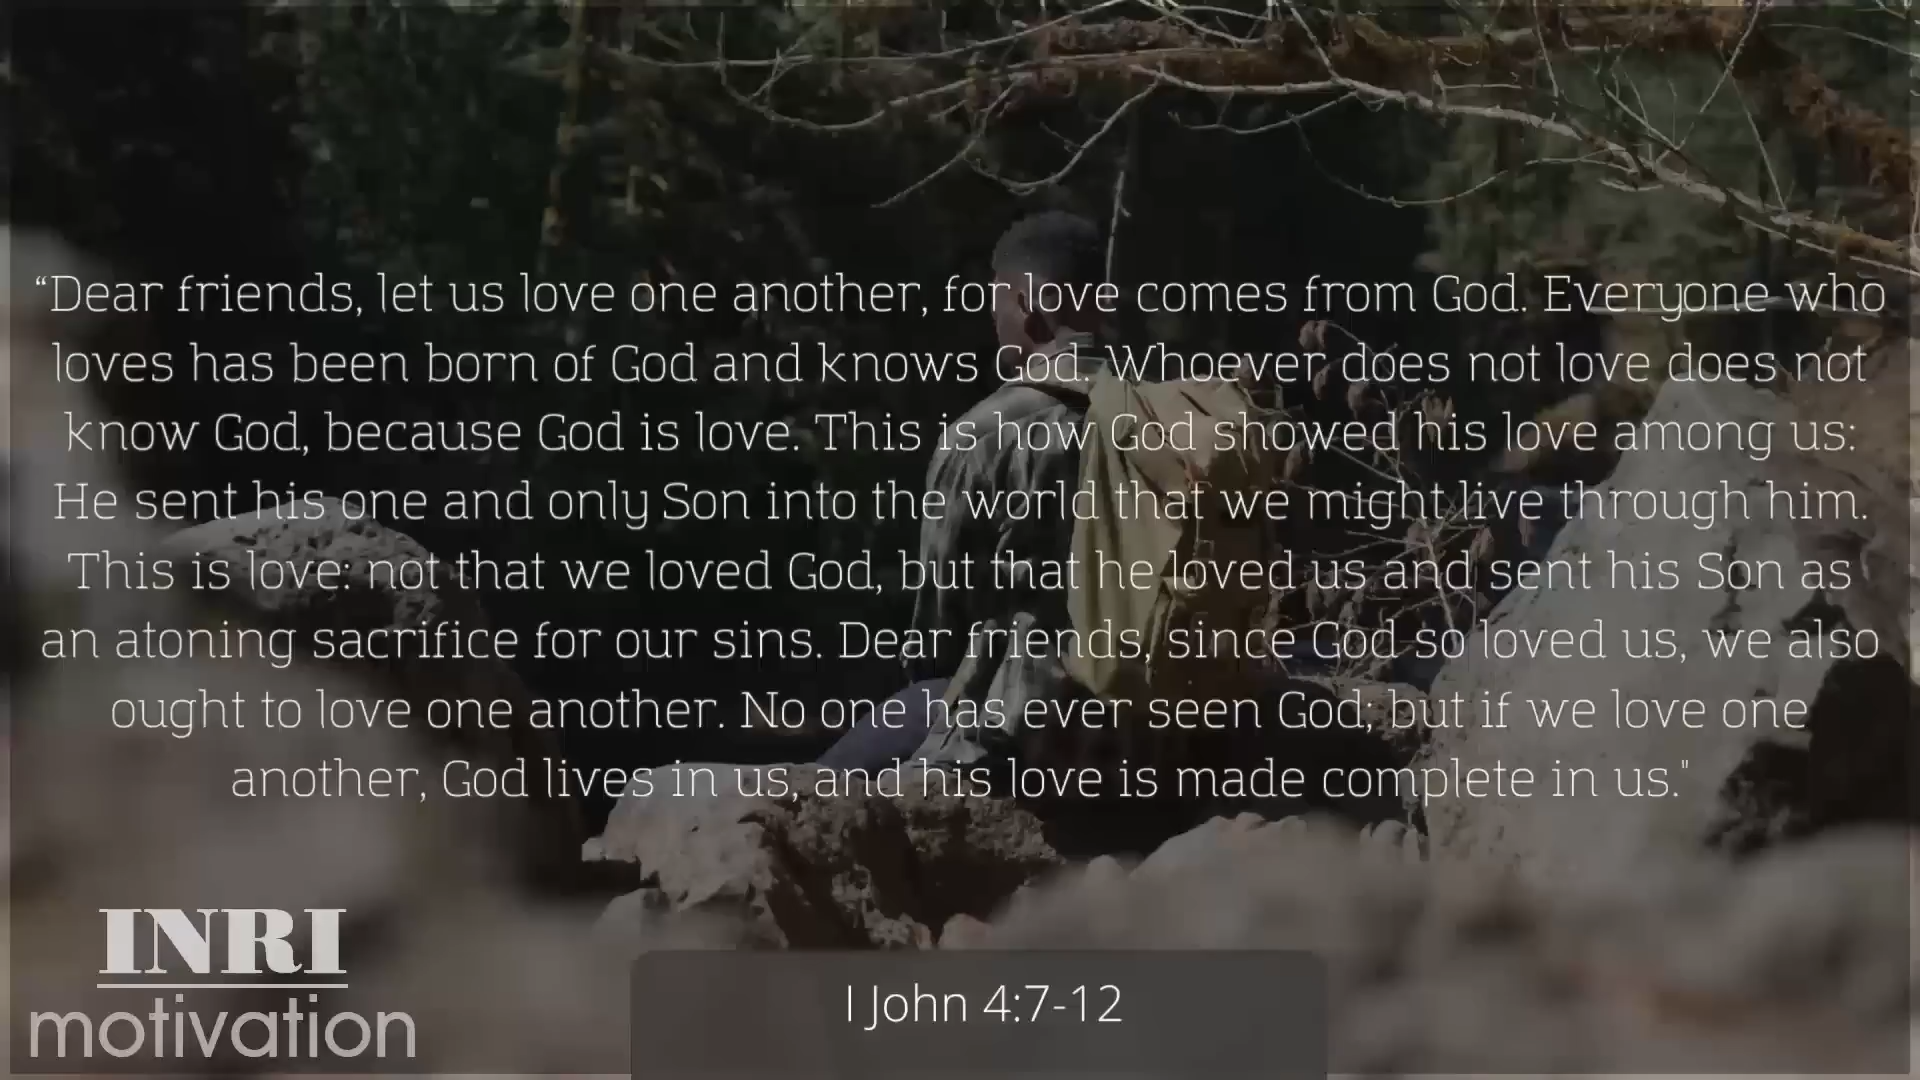 “Dear friends, let us love one another, for love comes from God. Everyone who
loves has been born of God and knows God. Whoever does not love does not
know God, because God is love. This is how God showed his love among us:
He sent his one and only Son into the world that we might live through him.
This is love: not that we loved God, but that he loved us and sent his Son as
an atoning sacrifice for our sins. Dear friends, since God so loved us, we also
ought to love one another. No one has ever seen God; but if we love one
another, God lives in us, and his love is made complete in us."
INRI
motivation
I John 4:7-12